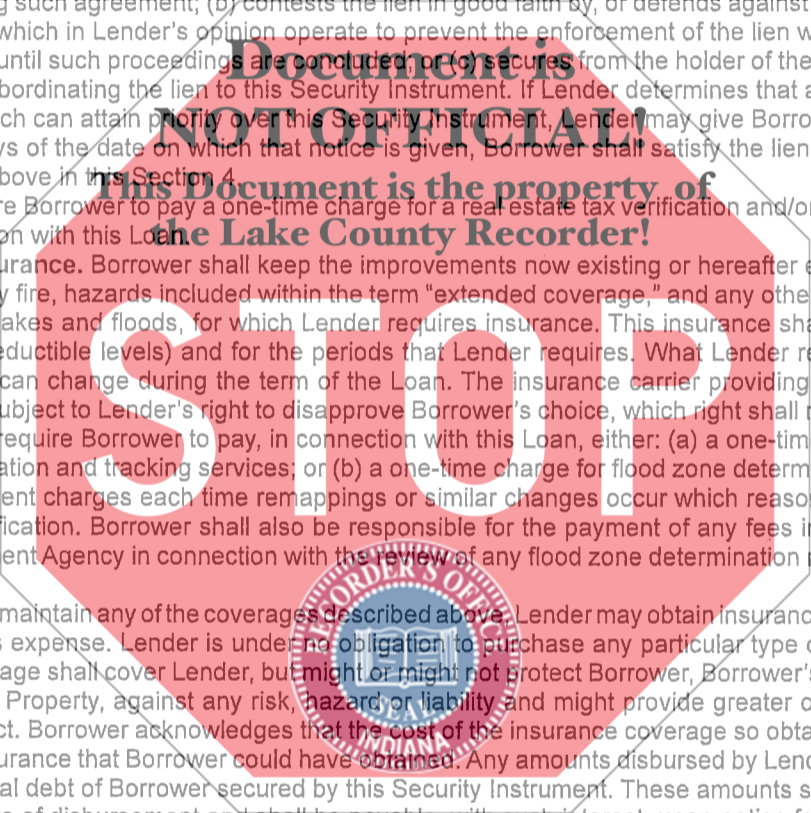 g such agreement; (b) contests the lien in good faith by, or defends against
which in Lender's opinion operate to prevent the enforcement of the lien w
until such proceedings are concluded; or (c) secures from the holder of the
bordinating the lien to this Security Instrument. If Lender determines that a
ch can attain priority over this Security Instrument, Lender may give Borro
ys of the date on which that notice is given, Borrower shall satisfy the lien
bove in this Section 4.
re Borrower to pay a one-time charge for a real estate tax verification and/o
on with this Loan.
urance. Borrower shall keep the improvements now existing or hereafter e
y fire, hazards included within the term "extended coverage," and any othe
akes and floods, for which Lender requires insurance. This insurance sha
eductible levels) and for the periods that Lender requires. What Lender re
can change during the term of the Loan. The insurance carrier providing
ubject to Lender's right to disapprove Borrower's choice, which right shall
require Borrower to pay, in connection with this Loan, either: (a) a one-tim
ation and tracking services; or (b) a one-time charge for flood zone determ
ent charges each time remappings or similar changes occur which reaso
fication. Borrower shall also be responsible for the payment of any fees i
ent Agency in connection with the review of any flood zone determination
maintain any of the coverages described above, Lender may obtain insuranc
s expense. Lender is under no obligation to purchase any particular type o
age shall cover Lender, but might or might not protect Borrower, Borrower's
Property, against any risk, hazard or liability and might provide greater c
ct. Borrower acknowledges that the cost of the insurance coverage so obta
urance that Borrower could have obtained. Any amounts disbursed by Lend
al debt of Borrower secured by this Security Instrument. These amounts s
Document is
NOT OFFICIAL!
This Document is the property of
the Lake County Recorder!
STOP
RECORDER'S OFFICE
SEAL
INDIANA